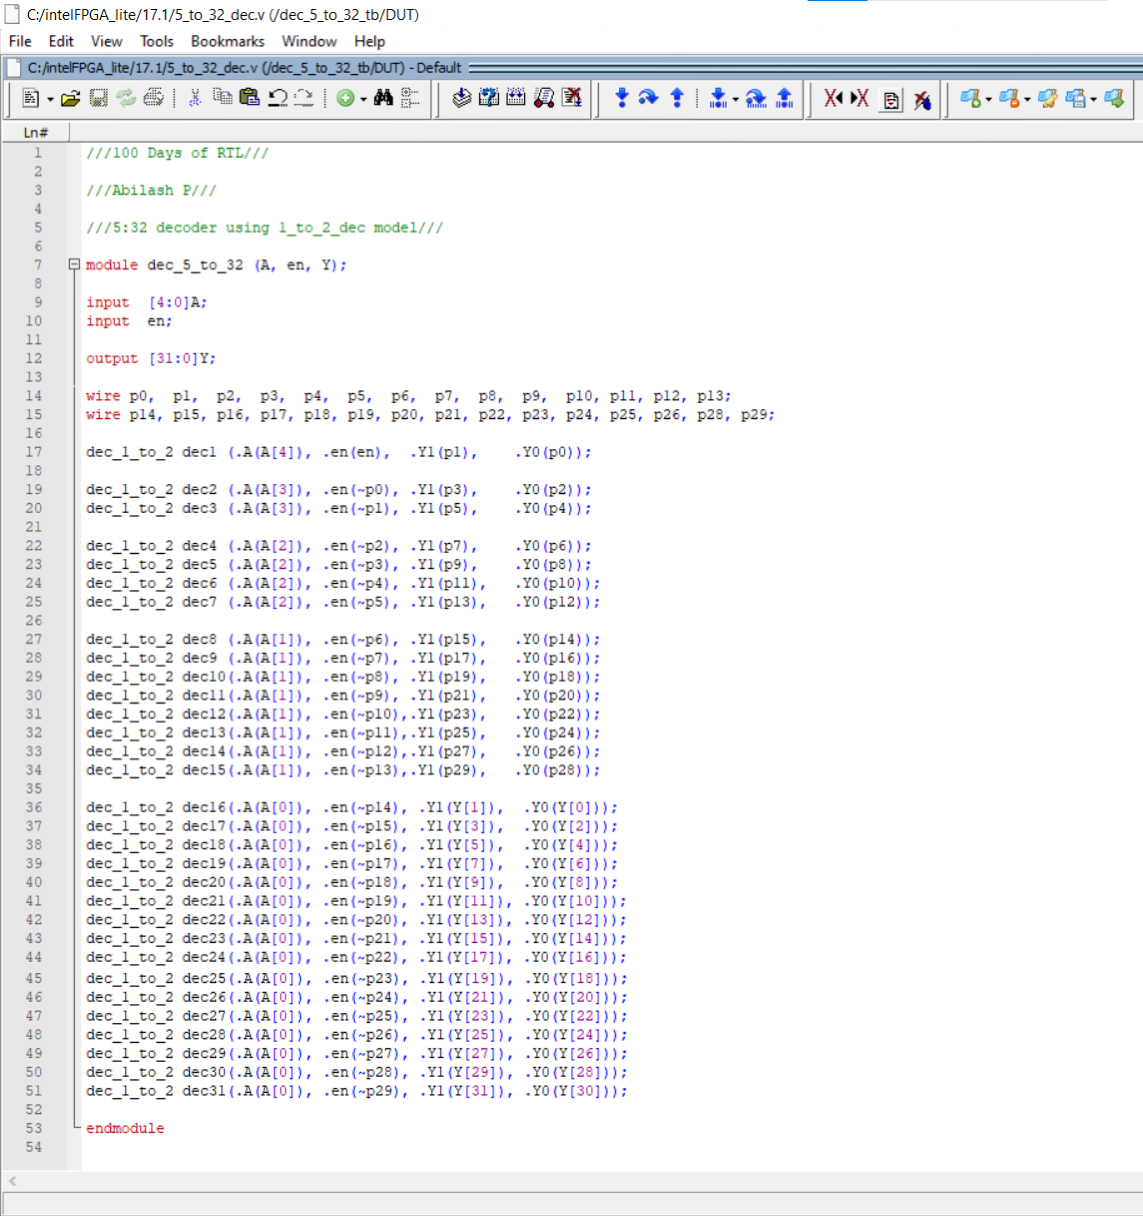 C:/intelFPGA_lite/17.1/5_to_32_dec.v (/dec_5_to_32_tb/DUT)
File Edit View Tools Bookmarks Window Help
C:/intelFPGA_lite/17.1/5_to_32_dec.v (/dec_5_to_32_tb/DUT) - Default
Ln#
1 ///100 Days of RTL///
2
3 ///Abilash P///
4
5 ///5:32 decoder using 1_to_2_dec model///
6
7 module dec_5_to_32 (A, en, Y);
8
9 input [4:0]A;
10 input en;
11
12 output [31:0]Y;
13
14 wire p0, p1, p2, p3, p4, p5, p6, p7, p8, p9, p10, p11, p12, p13;
15 wire p14, p15, p16, p17, p18, p19, p20, p21, p22, p23, p24, p25, p26, p28, p29;
16
17 dec_1_to_2 dec1 (.A(A[4]), .en(en), .Y1(p1), .Y0(p0));
18
19 dec_1_to_2 dec2 (.A(A[3]), .en(~p0), .Y1(p3), .Y0(p2));
20 dec_1_to_2 dec3 (.A(A[3]), .en(~p1), .Y1(p5), .Y0(p4));
21
22 dec_1_to_2 dec4 (.A(A[2]), .en(~p2), .Y1(p7), .Y0(p6));
23 dec_1_to_2 dec5 (.A(A[2]), .en(~p3), .Y1(p9), .Y0(p8));
24 dec_1_to_2 dec6 (.A(A[2]), .en(~p4), .Y1(p11), .Y0(p10));
25 dec_1_to_2 dec7 (.A(A[2]), .en(~p5), .Y1(p13), .Y0(p12));
26
27 dec_1_to_2 dec8 (.A(A[1]), .en(~p6), .Y1(p15), .Y0(p14));
28 dec_1_to_2 dec9 (.A(A[1]), .en(~p7), .Y1(p17), .Y0(p16));
29 dec_1_to_2 dec10(.A(A[1]), .en(~p8), .Y1(p19), .Y0(p18));
30 dec_1_to_2 dec11(.A(A[1]), .en(~p9), .Y1(p21), .Y0(p20));
31 dec_1_to_2 dec12(.A(A[1]), .en(~p10),.Y1(p23), .Y0(p22));
32 dec_1_to_2 dec13(.A(A[1]), .en(~p11),.Y1(p25), .Y0(p24));
33 dec_1_to_2 dec14(.A(A[1]), .en(~p12),.Y1(p27), .Y0(p26));
34 dec_1_to_2 dec15(.A(A[1]), .en(~p13),.Y1(p29), .Y0(p28));
35
36 dec_1_to_2 dec16(.A(A[0]), .en(~p14), .Y1(Y[1]), .Y0(Y[0]));
37 dec_1_to_2 dec17(.A(A[0]), .en(~p15), .Y1(Y[3]), .Y0(Y[2]));
38 dec_1_to_2 dec18(.A(A[0]), .en(~p16), .Y1(Y[5]), .Y0(Y[4]));
39 dec_1_to_2 dec19(.A(A[0]), .en(~p17), .Y1(Y[7]), .Y0(Y[6]));
40 dec_1_to_2 dec20(.A(A[0]), .en(~p18), .Y1(Y[9]), .Y0(Y[8]));
41 dec_1_to_2 dec21(.A(A[0]), .en(~p19), .Y1(Y[11]), .Y0(Y[10]));
42 dec_1_to_2 dec22(.A(A[0]), .en(~p20), .Y1(Y[13]), .Y0(Y[12]));
43 dec_1_to_2 dec23(.A(A[0]), .en(~p21), .Y1(Y[15]), .Y0(Y[14]));
44 dec_1_to_2 dec24(.A(A[0]), .en(~p22), .Y1(Y[17]), .Y0(Y[16]));
45 dec_1_to_2 dec25(.A(A[0]), .en(~p23), .Y1(Y[19]), .Y0(Y[18]));
46 dec_1_to_2 dec26(.A(A[0]), .en(~p24), .Y1(Y[21]), .Y0(Y[20]));
47 dec_1_to_2 dec27(.A(A[0]), .en(~p25), .Y1(Y[23]), .Y0(Y[22]));
48 dec_1_to_2 dec28(.A(A[0]), .en(~p26), .Y1(Y[25]), .Y0(Y[24]));
49 dec_1_to_2 dec29(.A(A[0]), .en(~p27), .Y1(Y[27]), .Y0(Y[26]));
50 dec_1_to_2 dec30(.A(A[0]), .en(~p28), .Y1(Y[29]), .Y0(Y[28]));
51 dec_1_to_2 dec31(.A(A[0]), .en(~p29), .Y1(Y[31]), .Y0(Y[30]));
52
53 endmodule
54